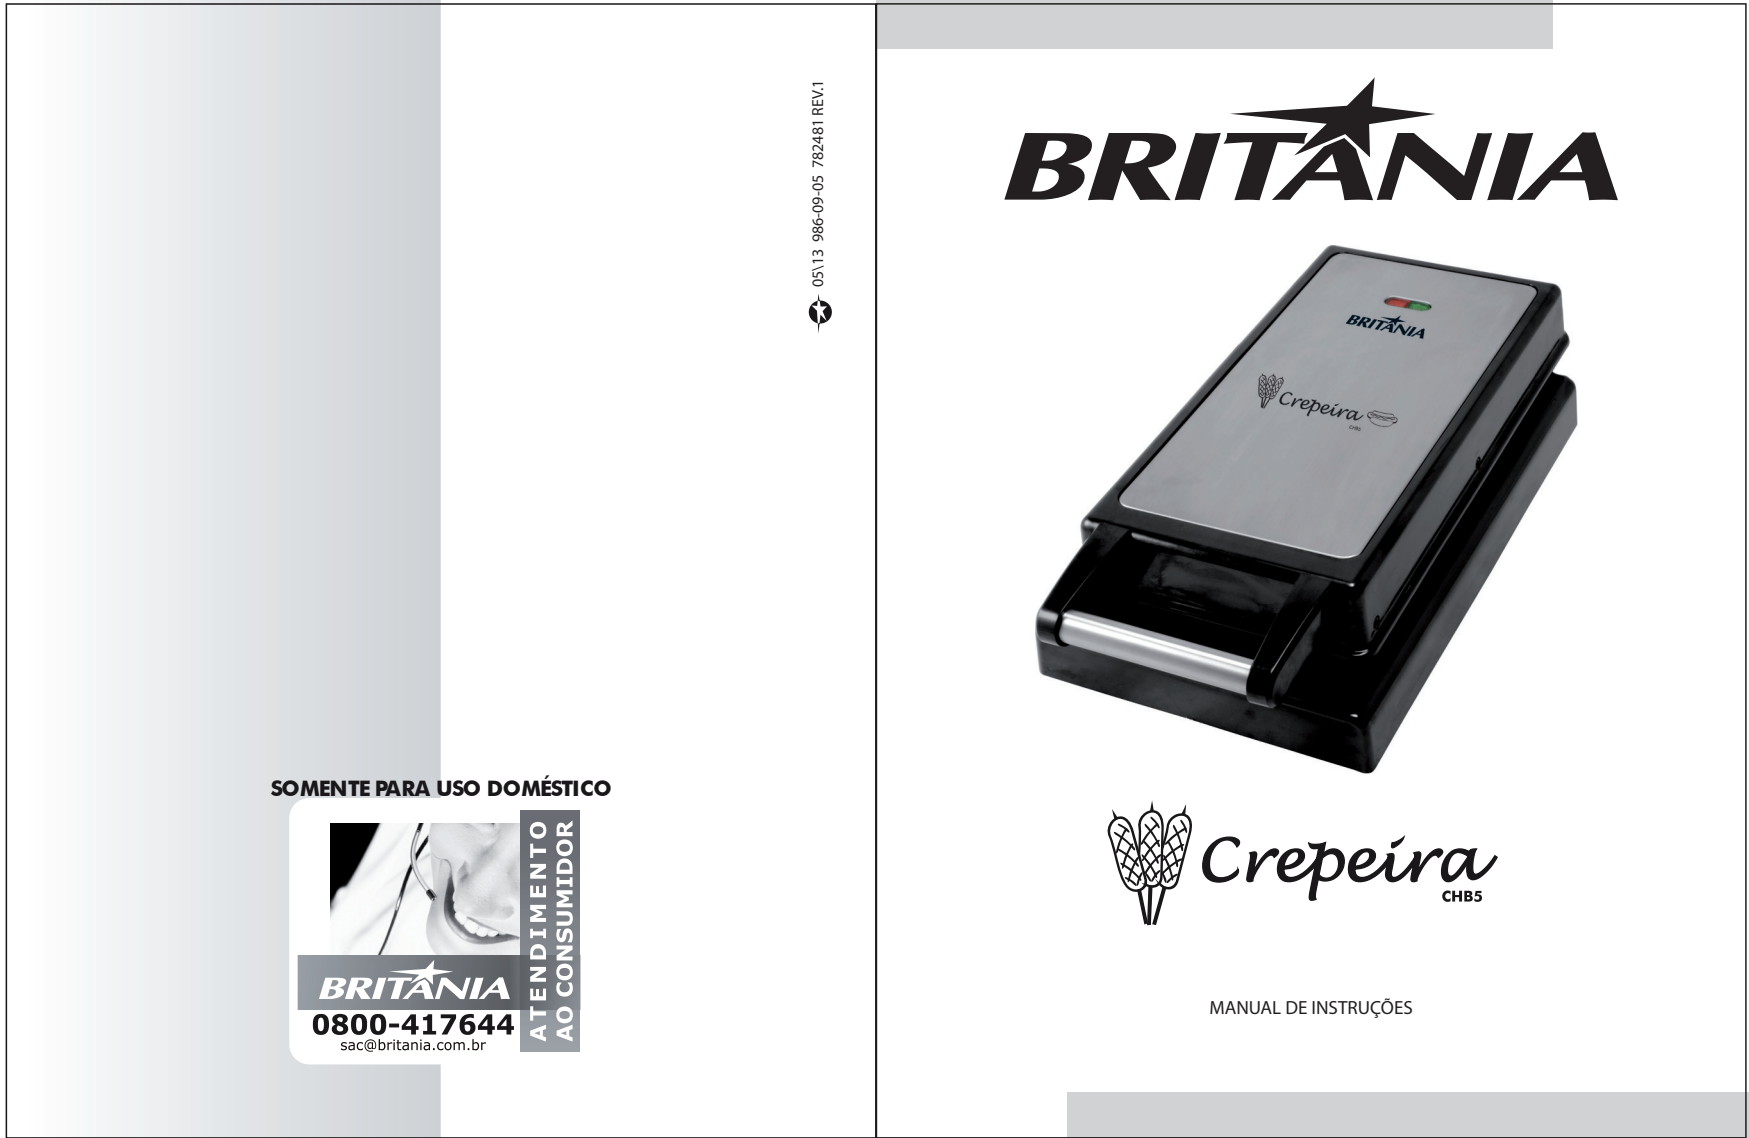 05\13 986-09-05 782481 REV.1
SOMENTE PARA USO DOMÉSTICO
ATENDIMENTO
AO CONSUMIDOR
BRITANIA
0800-417644
sac@britania.com.br
BRITANIA
BRITANIA
Crepeira
CHB5
Crepeira
CHB5
MANUAL DE INSTRUÇÕES